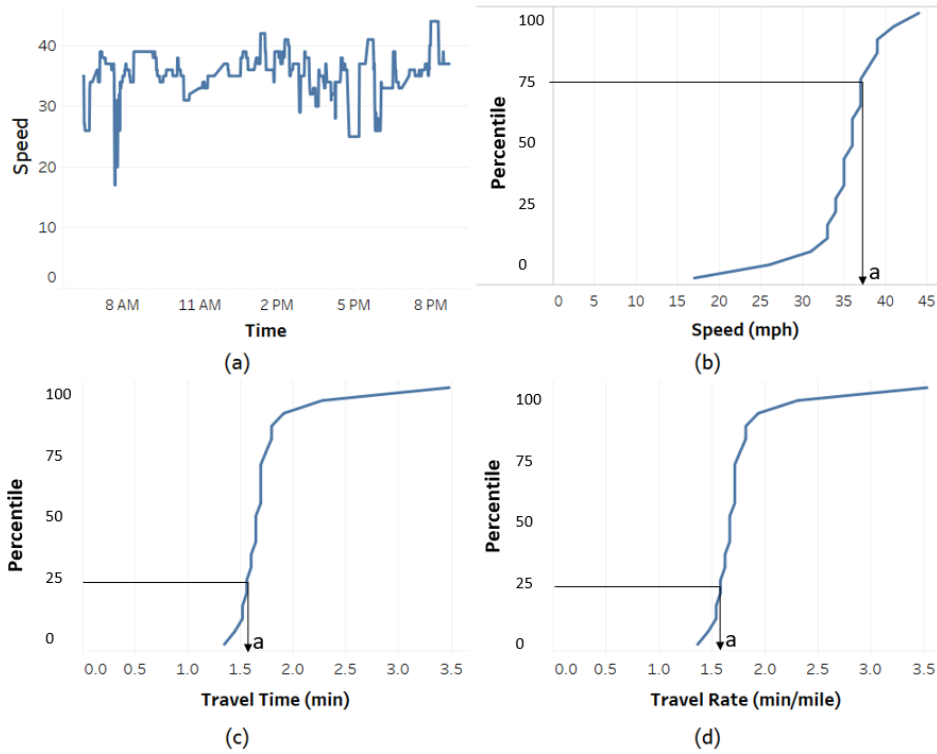 40
30
20
10
0
Speed
8 AM 11 AM 2 PM 5 PM 8 PM
Time
(a)
100
75
50
25
0
Percentile
a
0 5 10 15 20 25 30 35 40 45
Speed (mph)
(b)
100
75
50
25
0
Percentile
a
0.0 0.5 1.0 1.5 2.0 2.5 3.0 3.5
Travel Time (min)
(c)
100
75
50
25
0
Percentile
a
0.0 0.5 1.0 1.5 2.0 2.5 3.0 3.5
Travel Rate (min/mile)
(d)